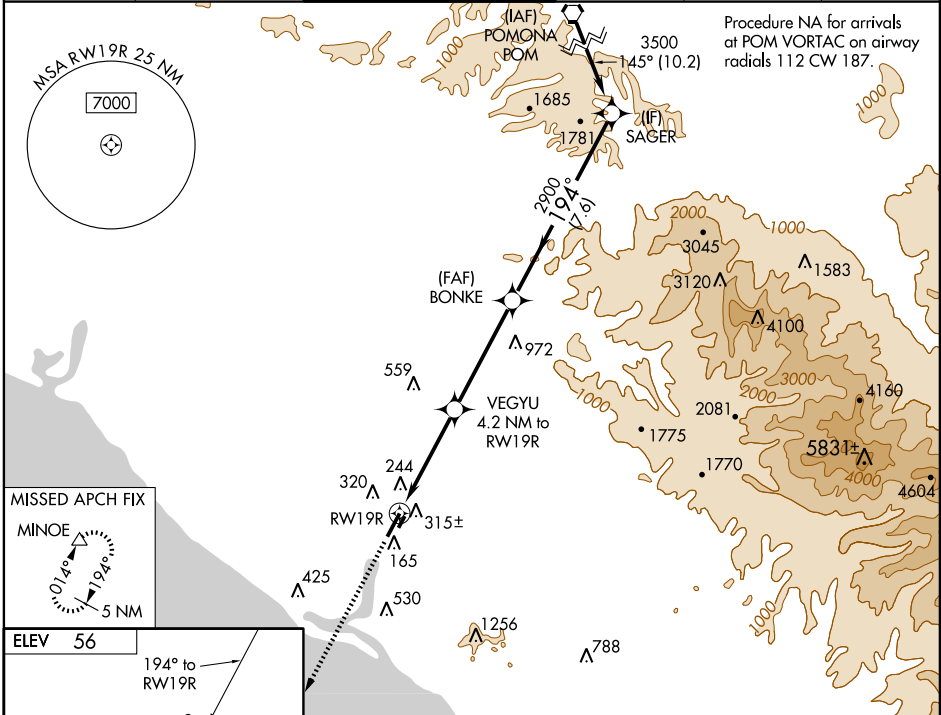 (IAF)
POMONA
POM
3500
145° (10.2)
Procedure NA for arrivals
at POM VORTAC on airway
radials 112 CW 187.
MSA RW19R 25 NM
7000
1000
1000
1685
1781
(IF)
SAGER
2900
194°
(7.6)
2000
1000
3045
3120
1583
4100
(FAF)
BONKE
972
559
VEGYU
4.2 NM to
RW19R
1000
3000
2000
4160
2081
1775
5831±
1770
4000
4604
244
320
RW19R
315±
165
MISSED APCH FIX
MINOE
014°
194°
5 NM
425
530
1256
788
1000
ELEV 56
194° to
RW19R